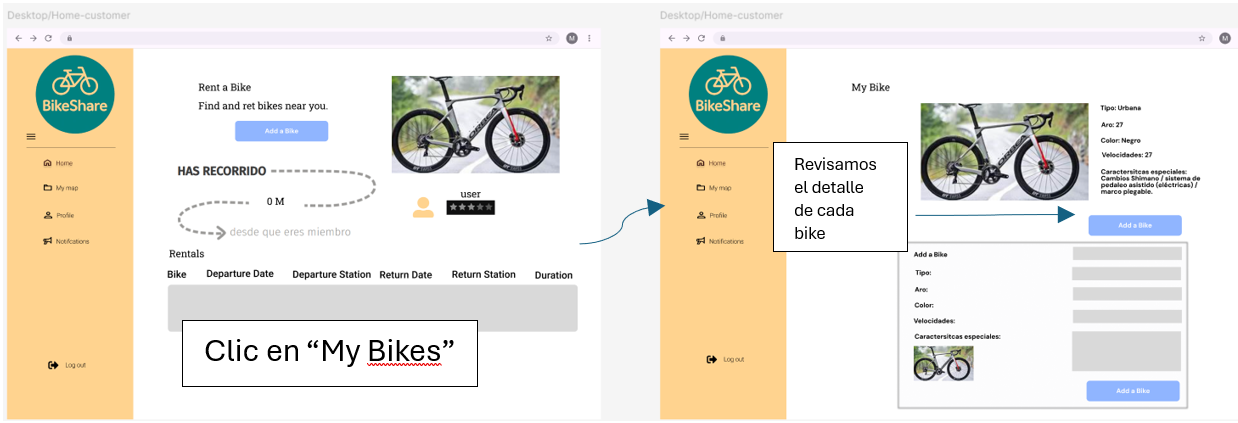 Desktop/Home-customer
M
BikeShare
Home
My map
Profile
Notifcations
Log out
Rent a Bike
Find and ret bikes near you.
Add a Bike
ORBEA
HAS RECORRIDO
0 M
desde que eres miembro
user
Rentals
Bike Departure Date Departure Station Return Date Return Station Duration
Clic en “My Bikes”
Desktop/Home-customer
M
BikeShare
Home
My map
Profile
Notifications
Log out
My Bike
ORBEA
Tipo: Urbana
Aro: 27
Color: Negro
Velocidades: 27
Caracteristicas especiales:
Cambios Shimano / sistema de
pedaleo asistido (eléctricas) /
marco plegable.
Revisamos
el detalle
de cada
bike
Add a Bike
Add a Bike
Tipo:
Aro:
Color:
Velocidades:
Caractersitcas especiales:
Add a Bike